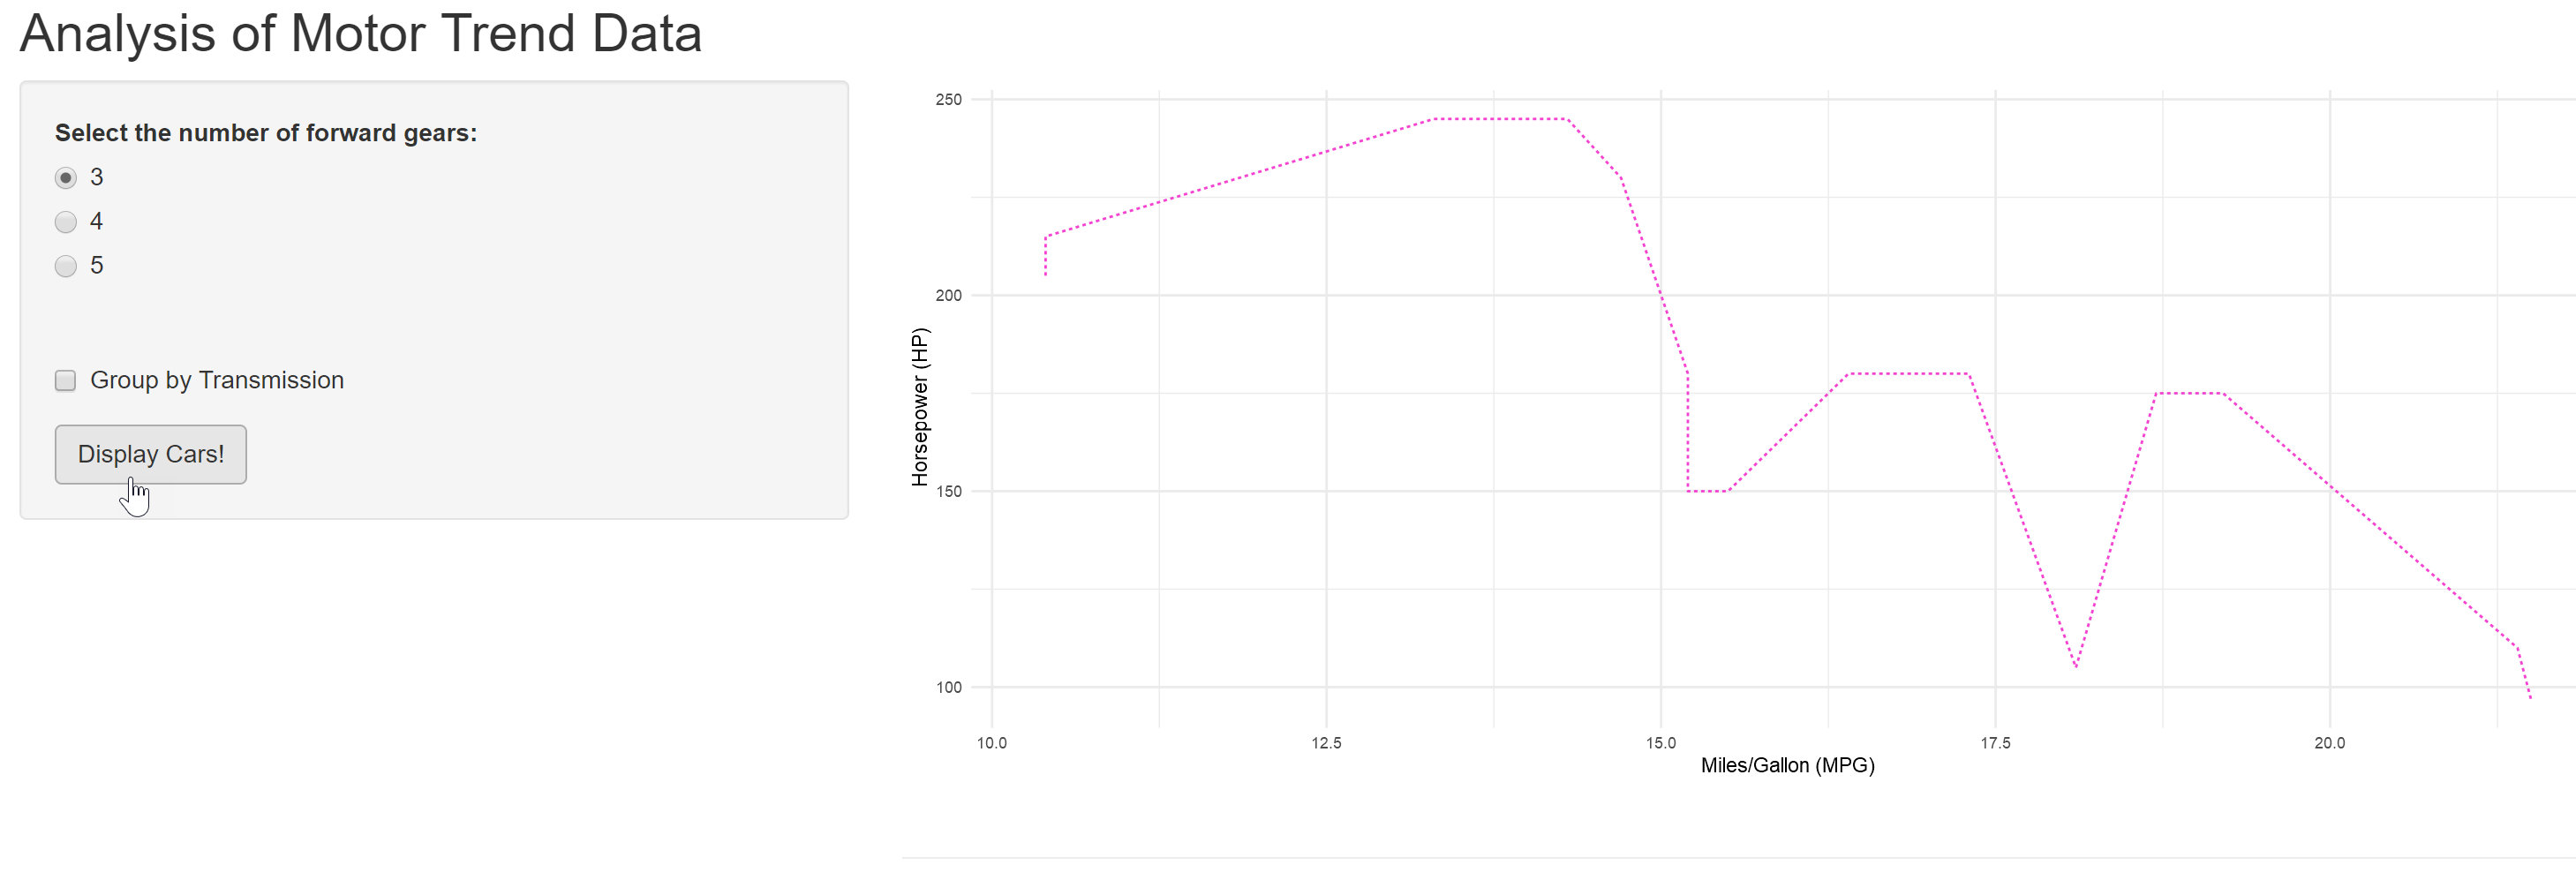 Analysis of Motor Trend Data
Select the number of forward gears:
3
4
5
Group by Transmission
Display Cars!
250
200
150
100
Horsepower (HP)
10.0 12.5 15.0 17.5 20.0
Miles/Gallon (MPG)